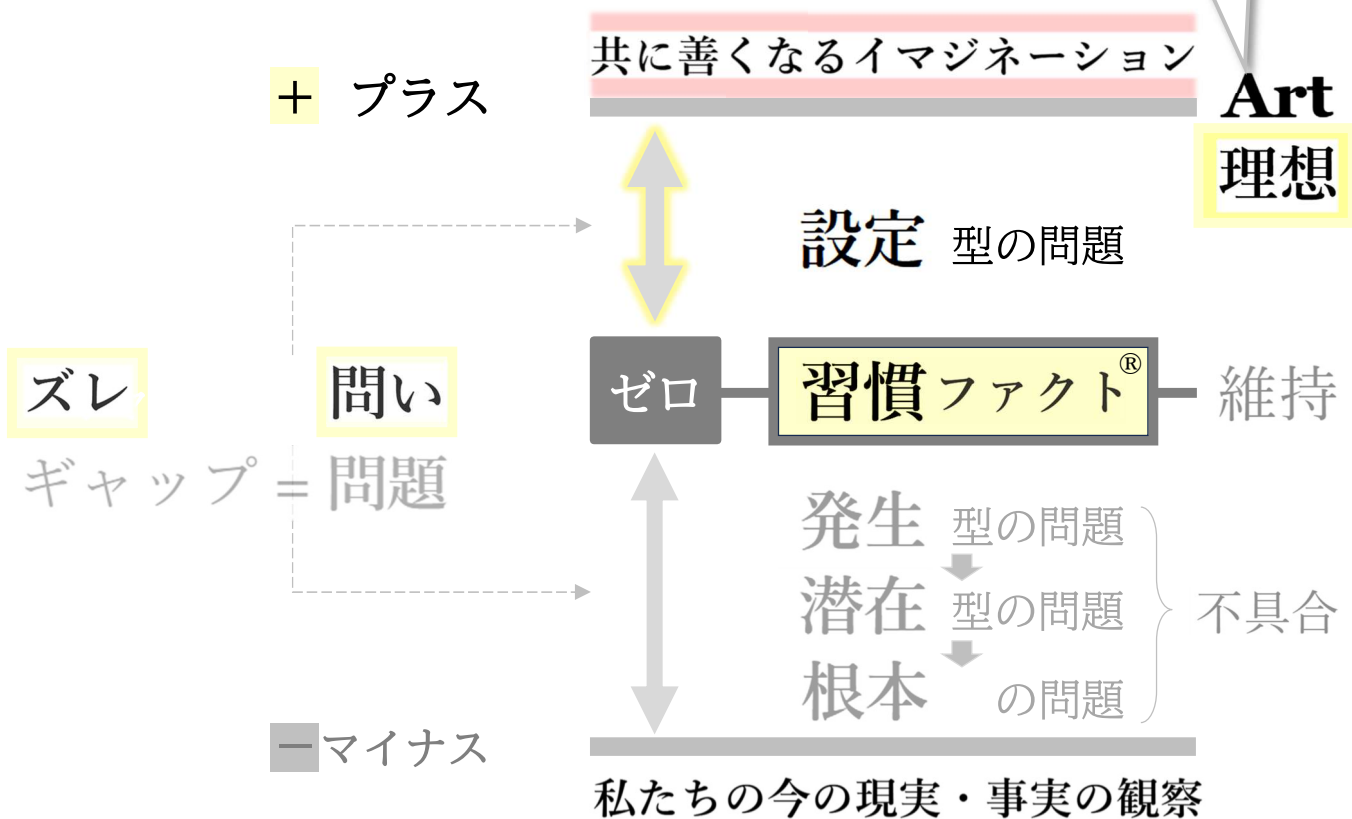 共に善くなるイマジネーション
＋ プラス
Art
理想
設定 型の問題
ズレ 問い ゼロ 習慣ファクト® 維持
ギャップ = 問題
発生 型の問題
潜在 型の問題 不具合
根本 の問題
－マイナス
私たちの今の現実・事実の観察